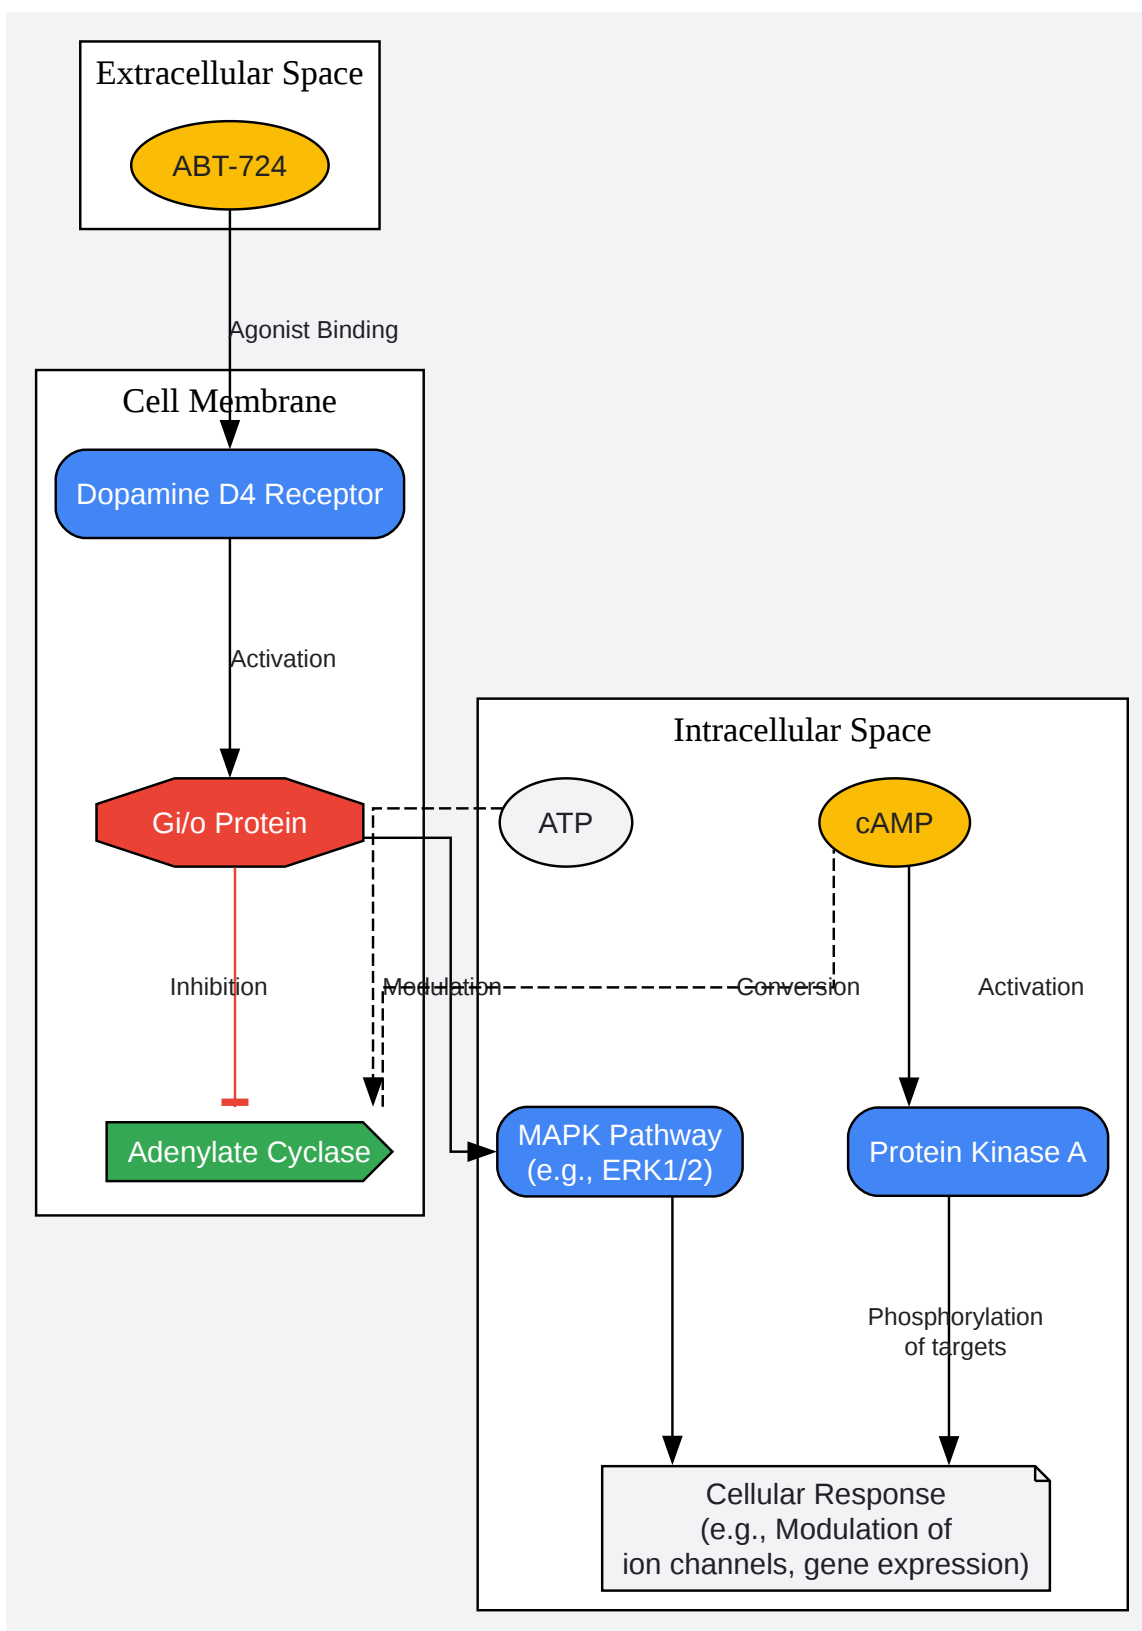 Extracellular Space
ABT-724
Agonist Binding
Cell Membrane
Dopamine D4 Receptor
Activation
Intracellular Space
Gi/o Protein
ATP
cAMP
Inhibition
Modulation
Conversion
Activation
Adenylate Cyclase
MAPK Pathway
(e.g., ERK1/2)
Protein Kinase A
Phosphorylation
of targets
Cellular Response
(e.g., Modulation of
ion channels, gene expression)